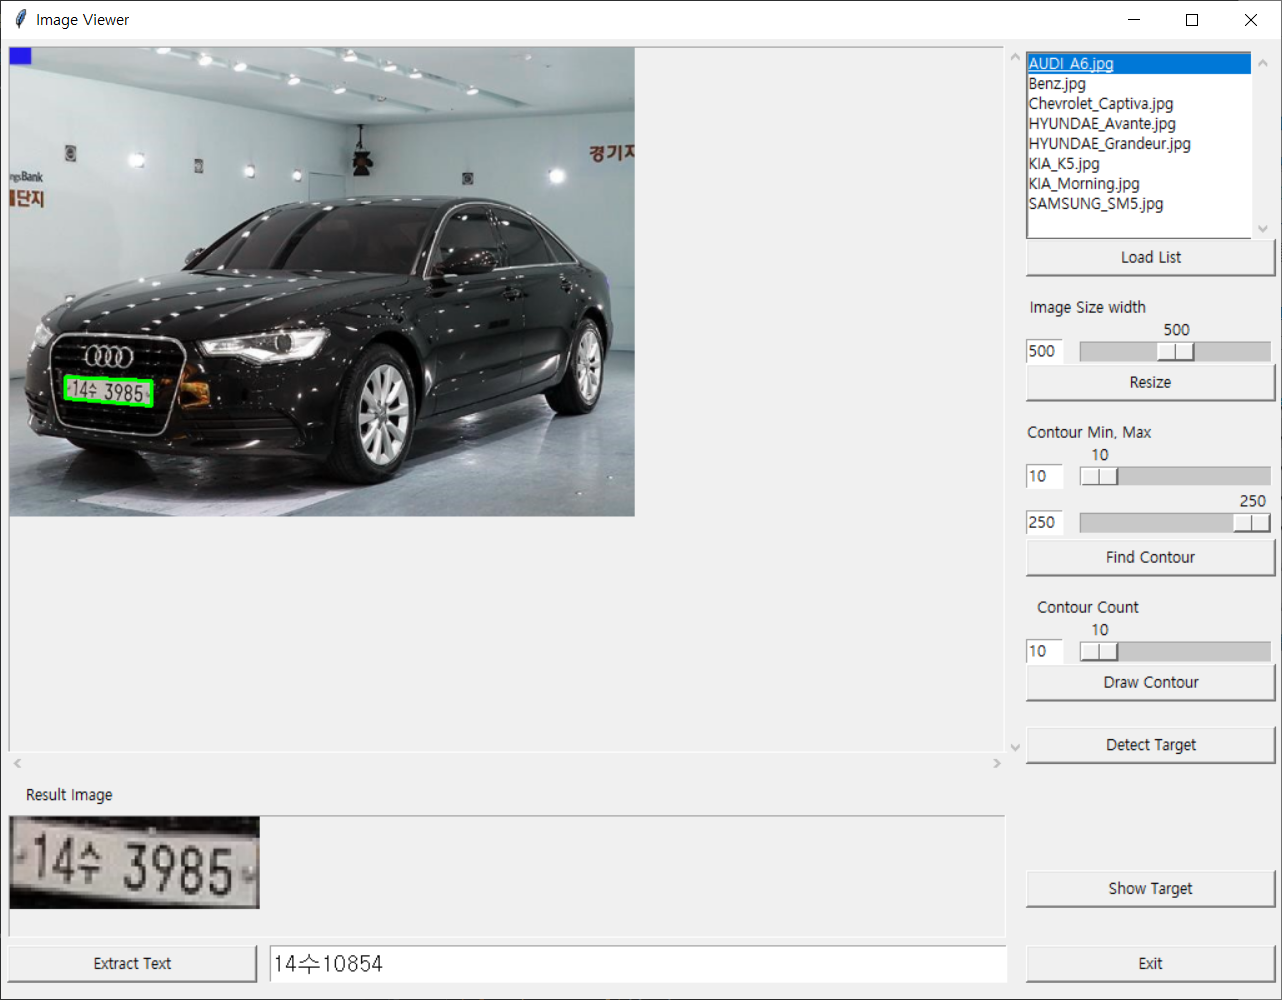 Image Viewer
ngs.Bank
단지
경기지
14수 3985
AUDI_A6.jpg
Benz.jpg
Chevrolet_Captiva.jpg
HYUNDAE_Avante.jpg
HYUNDAE_Grandeur.jpg
KIA_K5.jpg
KIA_Morning.jpg
SAMSUNG_SM5.jpg
Load List
Image Size width
500
500
Resize
Contour Min, Max
10
10
250
250
Find Contour
Contour Count
10
10
Draw Contour
Detect Target
Result Image
14수 3985
Show Target
Extract Text
14수10854
Exit